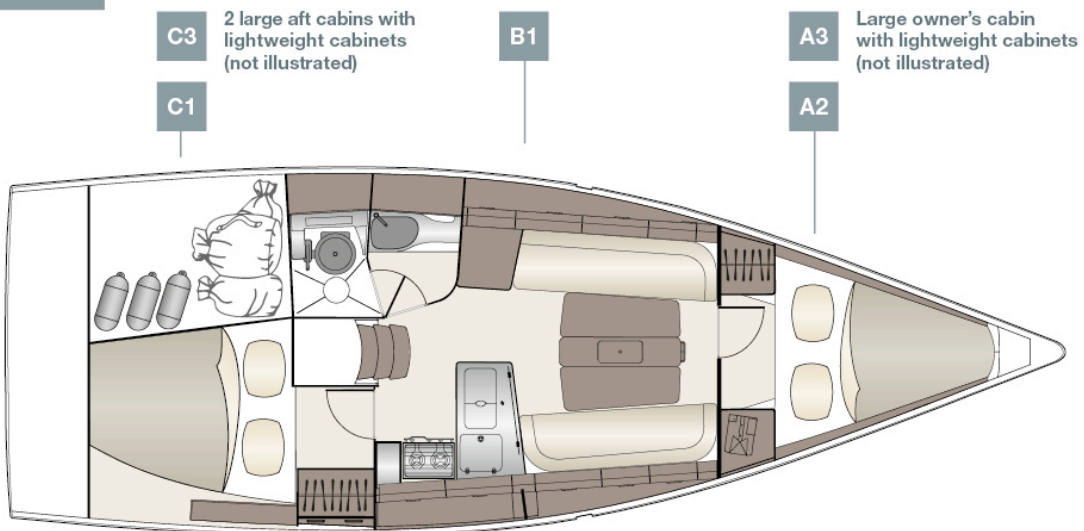 C3
2 large aft cabins with
lightweight cabinets
(not illustrated)
B1
A3
Large owner’s cabin
with lightweight cabinets
(not illustrated)
C1
A2